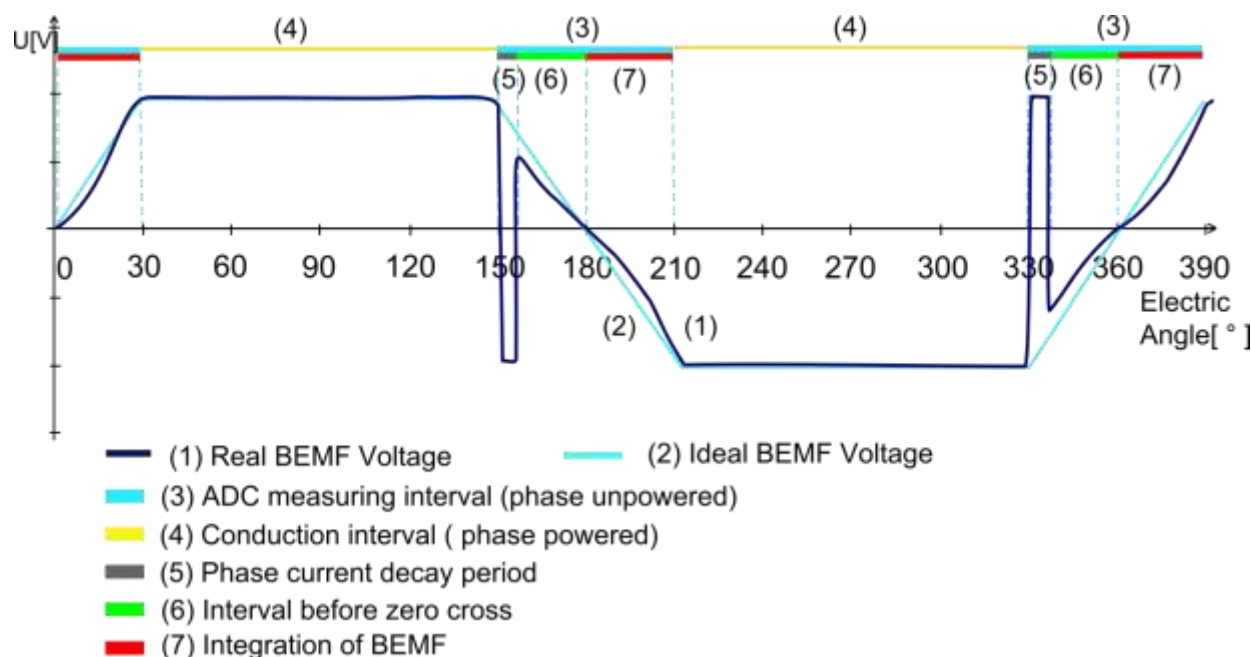 U[V]
(4) (3) (4) (3)
(5) (6) (7) (5) (6) (7)
0 30 60 90 120 150 180 210 240 270 300 330 360 390
(2) (1)
Electric
Angle[ ° ]
(1) Real BEMF Voltage (2) Ideal BEMF Voltage
(3) ADC measuring interval (phase unpowered)
(4) Conduction interval ( phase powered)
(5) Phase current decay period
(6) Interval before zero cross
(7) Integration of BEMF